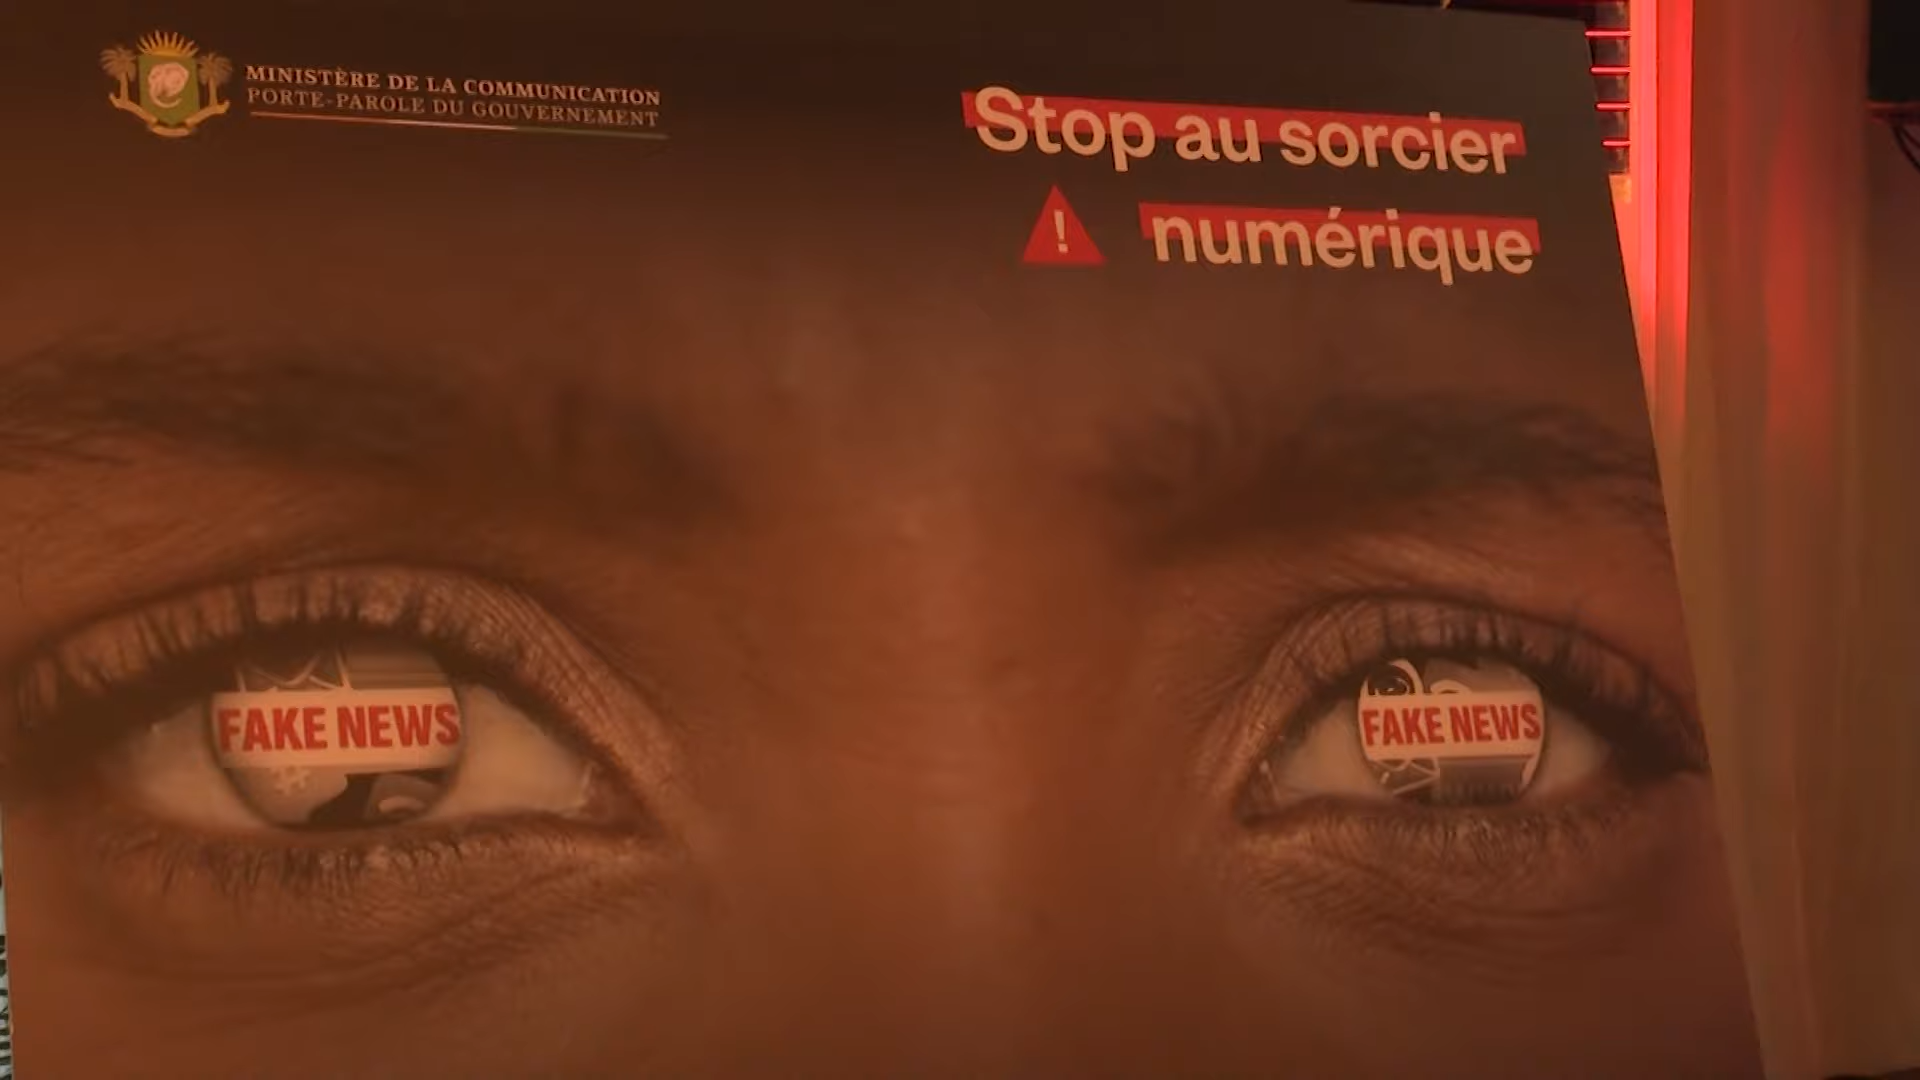 MINISTÈRE DE LA COMMUNICATION
PORTE-PAROLE DU GOUVERNEMENT
Stop au sorcier
! numérique
FAKE NEWS
FAKE NEWS